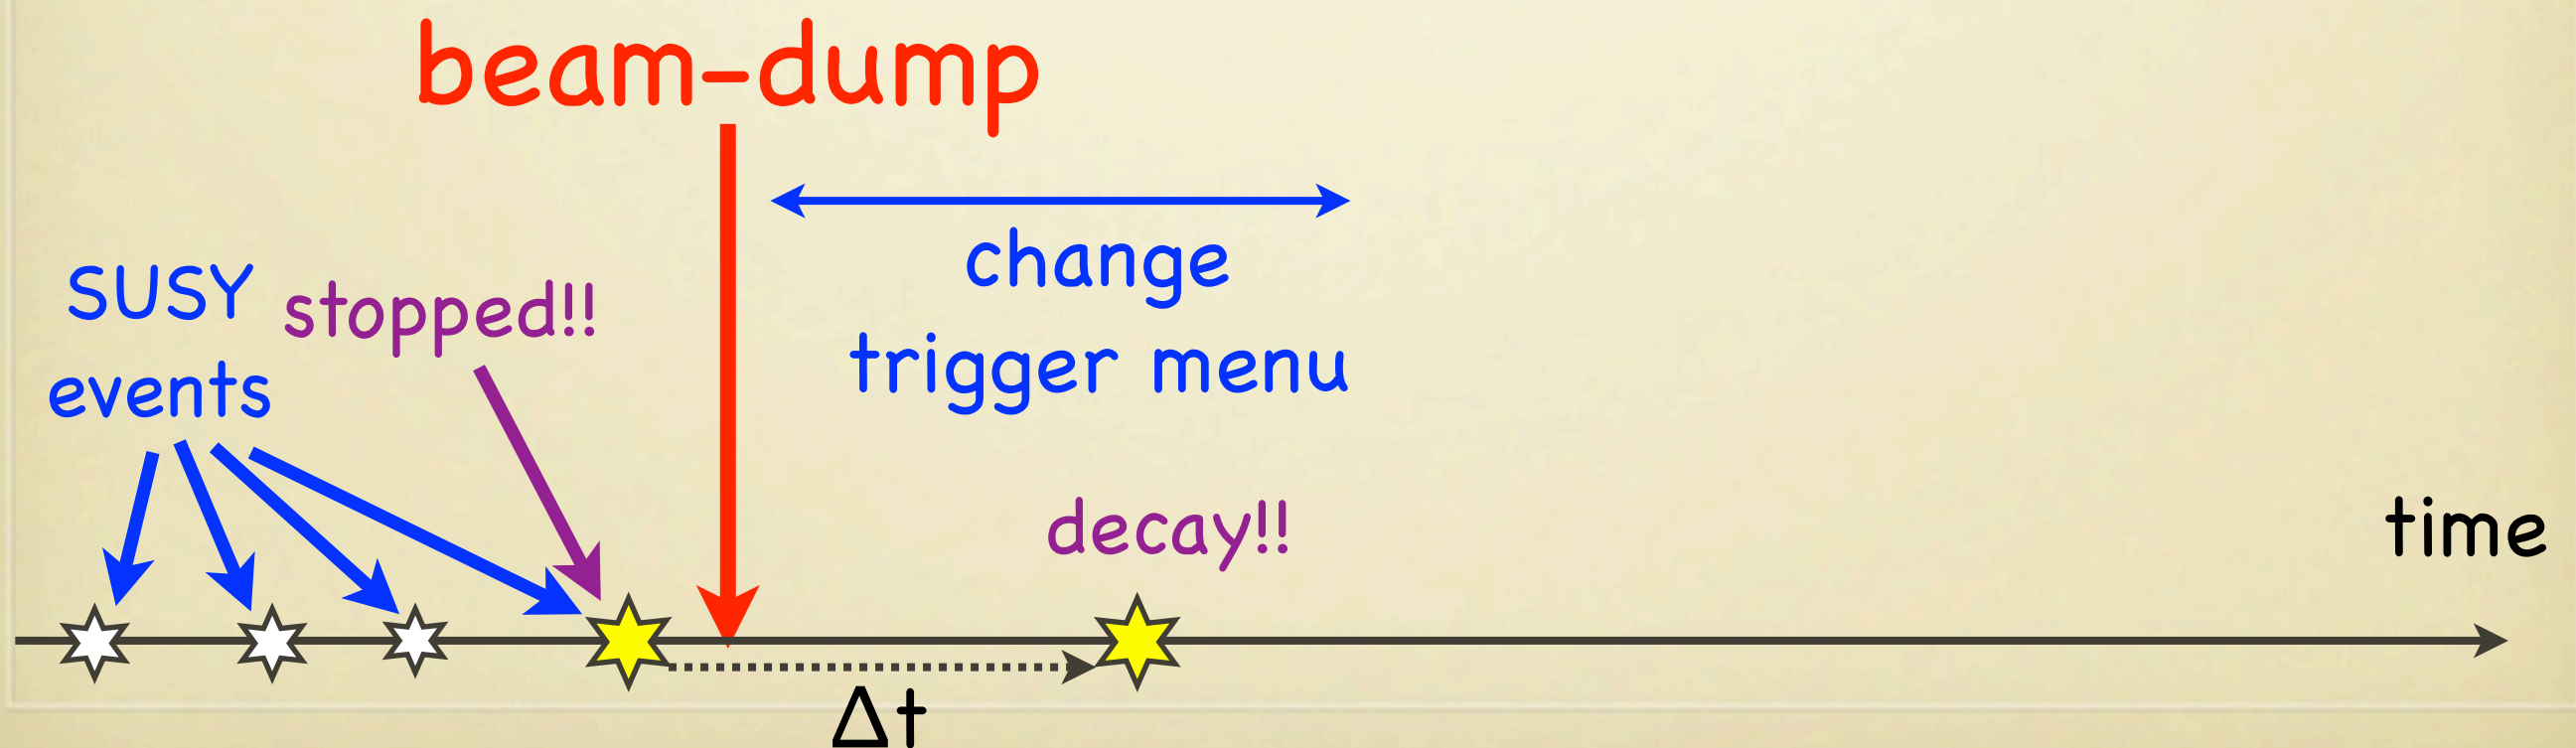 beam-dump
change
trigger menu
SUSY
events
stopped!!
decay!!
time
Δt